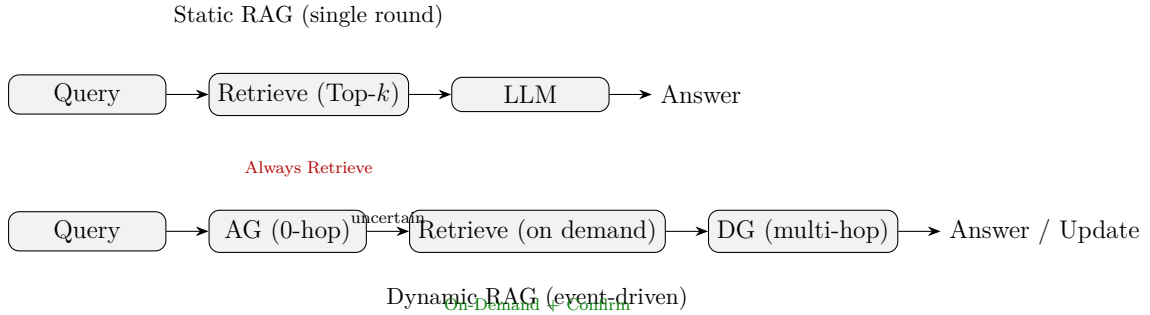 Static RAG (single round)
Query Retrieve (Top-k) LLM Answer
Always Retrieve
uncertain
Query AG (0-hop) Retrieve (on demand) DG (multi-hop) Answer / Update
Dynamic RAG (event-driven)
On-Demand + Confirm